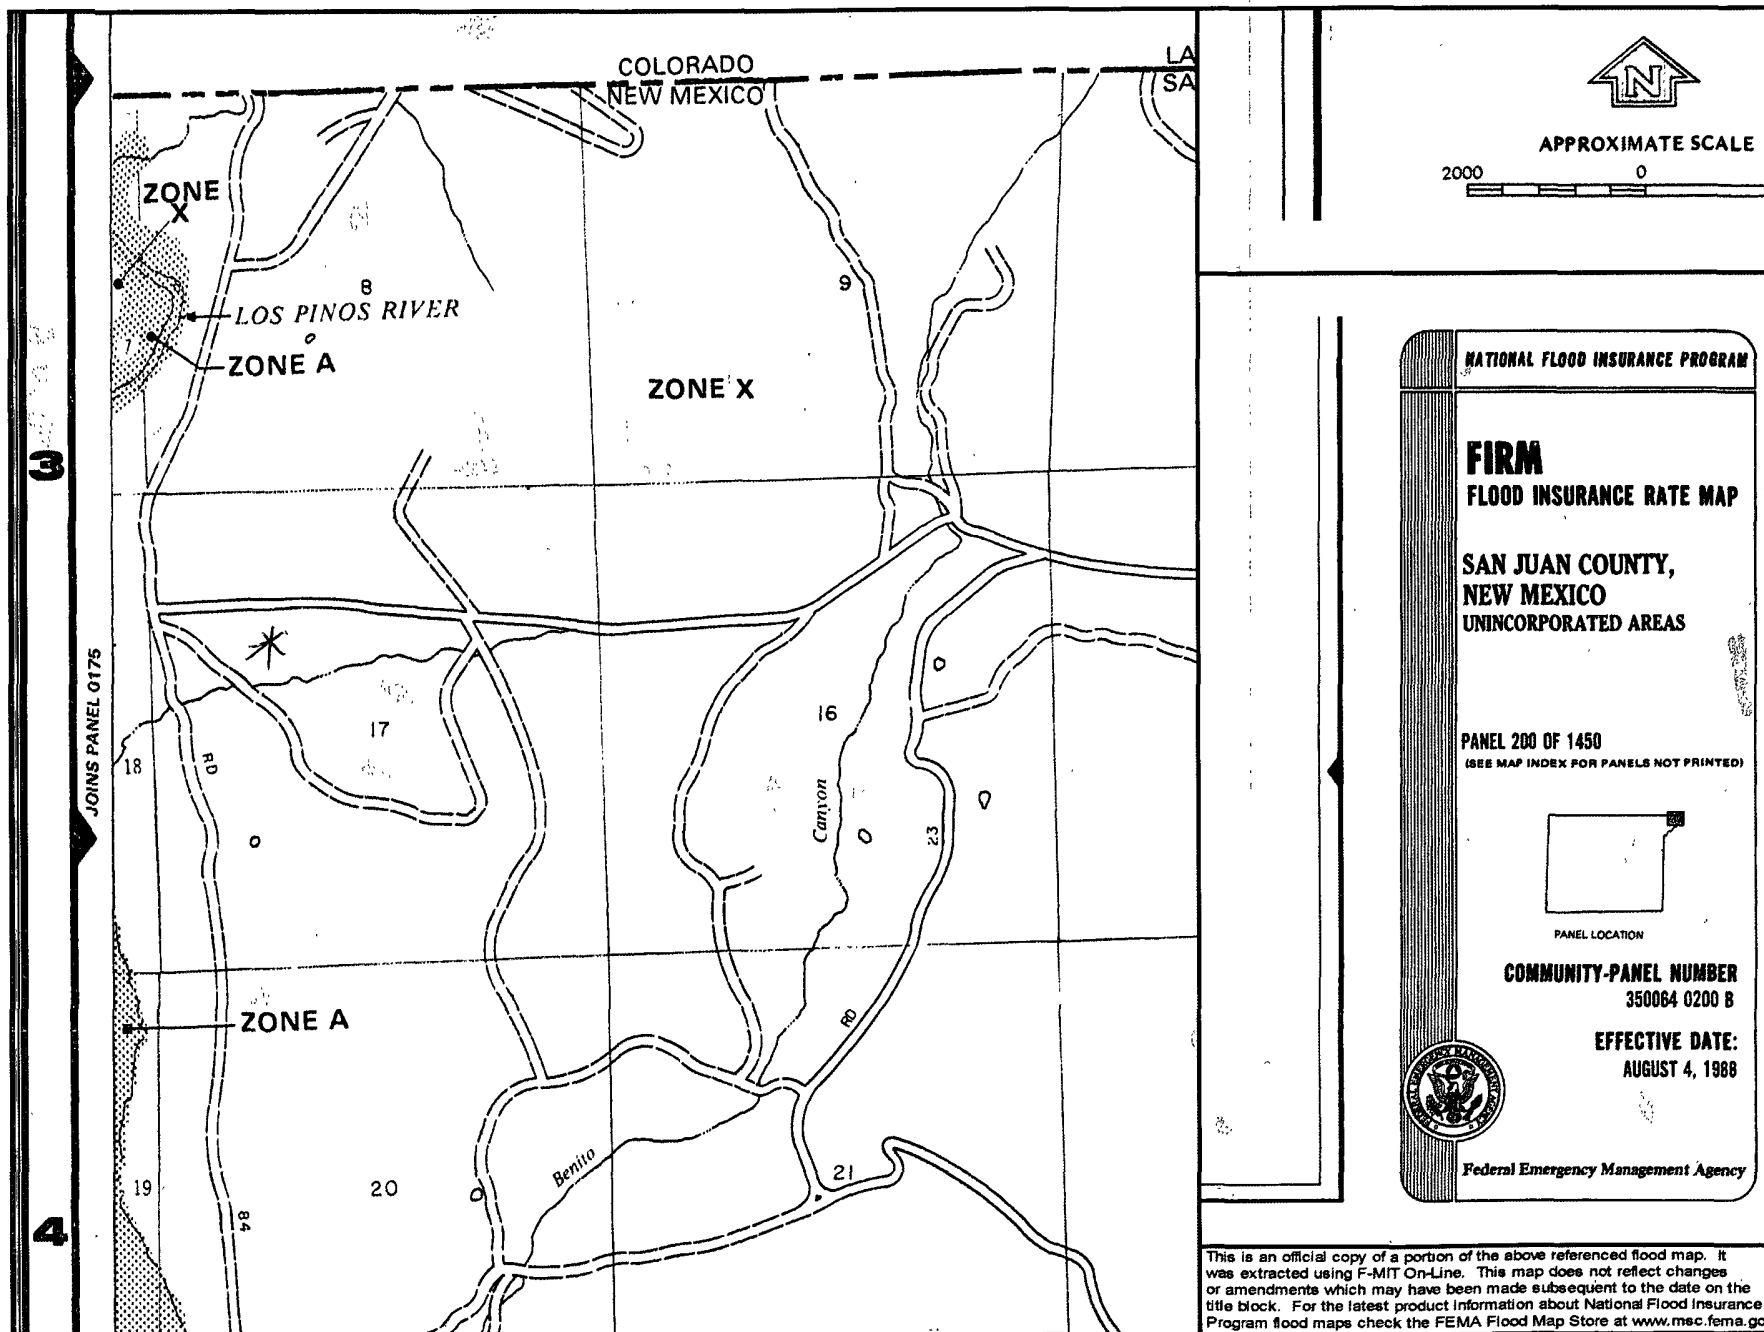 COLORADO
NEW MEXICO
LA
SA
ZONE
X
8
LOS PINOS RIVER
ZONE A
7
9
ZONE X
3
JOINS PANEL 0175
17
16
18
RD
Canyon
23
ZONE A
RD
19
20
Benito
21
84
4
N
APPROXIMATE SCALE
2000 0
NATIONAL FLOOD INSURANCE PROGRAM
FIRM
FLOOD INSURANCE RATE MAP
SAN JUAN COUNTY,
NEW MEXICO
UNINCORPORATED AREAS
PANEL 200 OF 1450
(SEE MAP INDEX FOR PANELS NOT PRINTED)
PANEL LOCATION
COMMUNITY-PANEL NUMBER
350064 0200 B
EFFECTIVE DATE:
AUGUST 4, 1988
FEDERAL EMERGENCY MANAGEMENT AGENCY
Federal Emergency Management Agency
This is an official copy of a portion of the above referenced flood map. It
was extracted using F-MIT On-Line. This map does not reflect changes
or amendments which may have been made subsequent to the date on the
title block. For the latest product information about National Flood Insurance
Program flood maps check the FEMA Flood Map Store at www.msc.fema.go